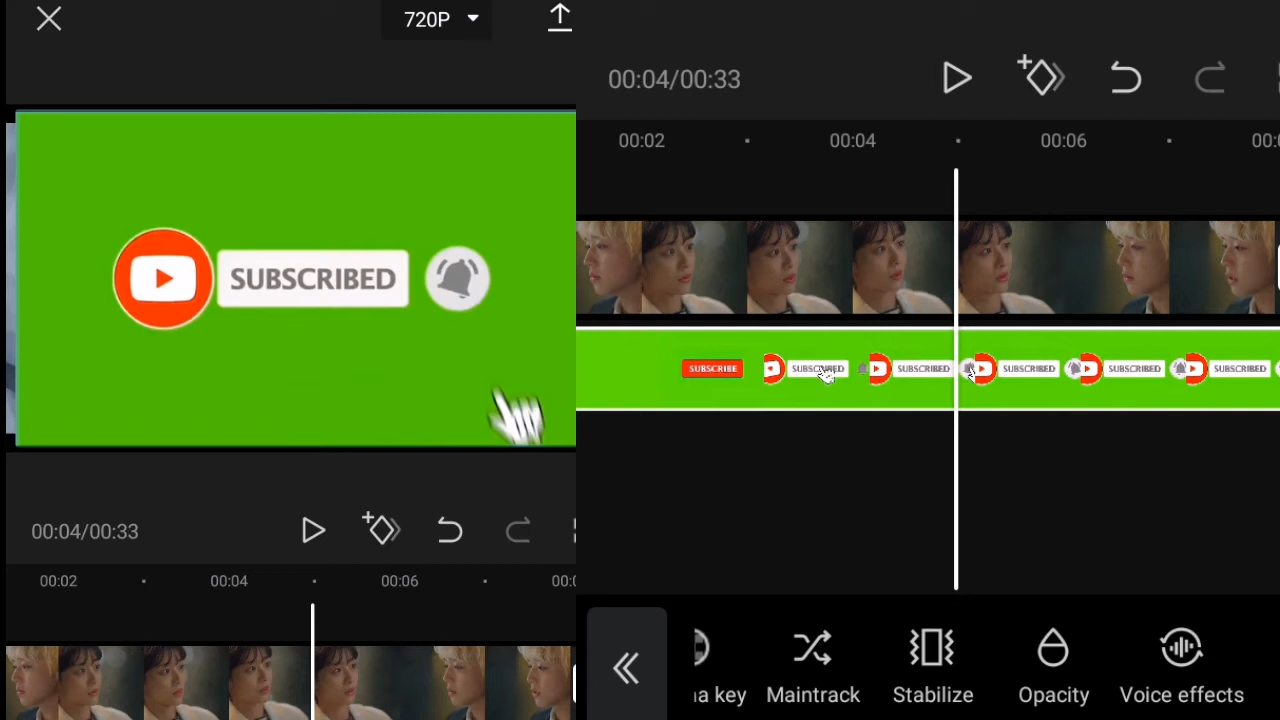 720P
SUBSCRIBED
00:04/00:33
00:02
00:04
00:06
00:04/00:33
00:02
00:04
00:06
SUBSCRIBE
SUBSCRIBED
SUBSCRIBED
SUBSCRIBED
SUBSCRIBED
SUBSCRIBED
a key
Maintrack
Stabilize
Opacity
Voice effects